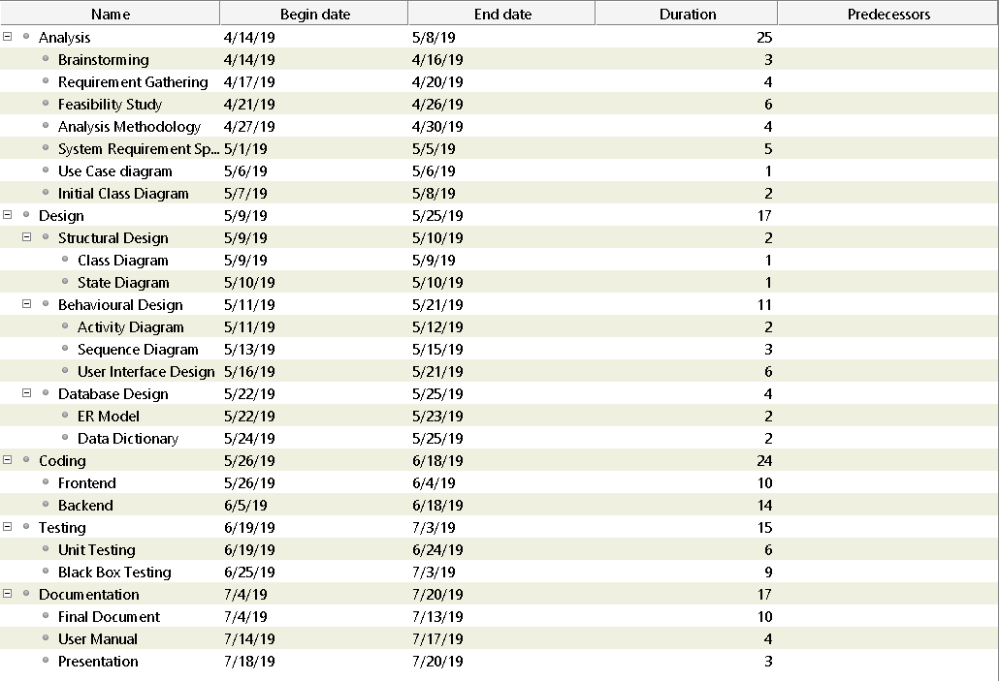 Name Begin date End date Duration Predecessors
Analysis 4/14/19 5/8/19 25
Brainstorming 4/14/19 4/16/19 3
Requirement Gathering 4/17/19 4/20/19 4
Feasibility Study 4/21/19 4/26/19 6
Analysis Methodology 4/27/19 4/30/19 4
System Requirement Sp... 5/1/19 5/5/19 5
Use Case diagram 5/6/19 5/6/19 1
Initial Class Diagram 5/7/19 5/8/19 2
Design 5/9/19 5/25/19 17
Structural Design 5/9/19 5/10/19 2
Class Diagram 5/9/19 5/9/19 1
State Diagram 5/10/19 5/10/19 1
Behavioural Design 5/11/19 5/21/19 11
Activity Diagram 5/11/19 5/12/19 2
Sequence Diagram 5/13/19 5/15/19 3
User Interface Design 5/16/19 5/21/19 6
Database Design 5/22/19 5/25/19 4
ER Model 5/22/19 5/23/19 2
Data Dictionary 5/24/19 5/25/19 2
Coding 5/26/19 6/18/19 24
Frontend 5/26/19 6/4/19 10
Backend 6/5/19 6/18/19 14
Testing 6/19/19 7/3/19 15
Unit Testing 6/19/19 6/24/19 6
Black Box Testing 6/25/19 7/3/19 9
Documentation 7/4/19 7/20/19 17
Final Document 7/4/19 7/13/19 10
User Manual 7/14/19 7/17/19 4
Presentation 7/18/19 7/20/19 3